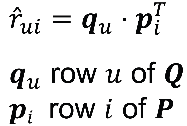 r̂ᵤᵢ = 𝒒ᵤ · 𝒑ᵢᵀ
𝒒ᵤ row u of 𝑸
𝒑ᵢ row i of 𝑷